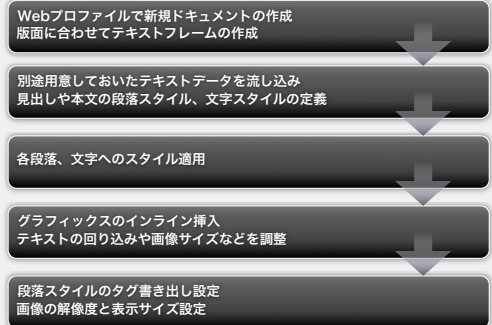 Webプロファイルで新規ドキュメントの作成
版面に合わせてテキストフレームの作成
別途用意しておいたテキストデータを流し込み
見出しや本文の段落スタイル、文字スタイルの定義
各段落、文字へのスタイル適用
グラフィックスのインライン挿入
テキストの回り込みや画像サイズなどを調整
段落スタイルのタグ書き出し設定
画像の解像度と表示サイズ設定